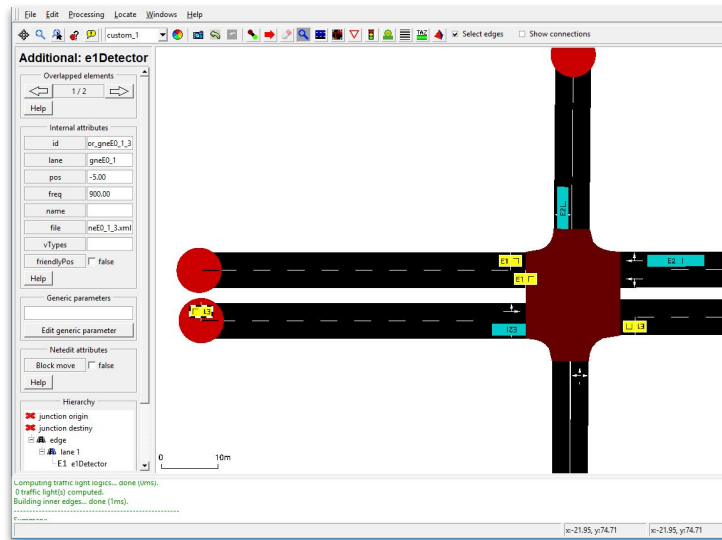 File Edit Processing Locate Windows Help
custom_1 TAZ Select edges Show connections
Additional: e1Detector
Overlapped elements
1 / 2
Help
Internal attributes
id or_gneE0_1_3
lane gneE0_1
pos -5.00
freq 900.00
name
file neE0_1_3.xml
vTypes
friendlyPos false
Help
Generic parameters
Edit generic parameter
Netedit attributes
Block move false
Help
Hierarchy
junction origin
junction destiny
edge
lane 1
E1 e1Detector
E2
E1
E2
E1
E3
E3
E3
0 10m
Computing traffic light logics... done (0ms).
0 traffic light(s) computed.
Building inner edges... done (1ms).
-----------------------------------------------------
Summary
x:-21.95, y:74.71 x:-21.95, y:74.71